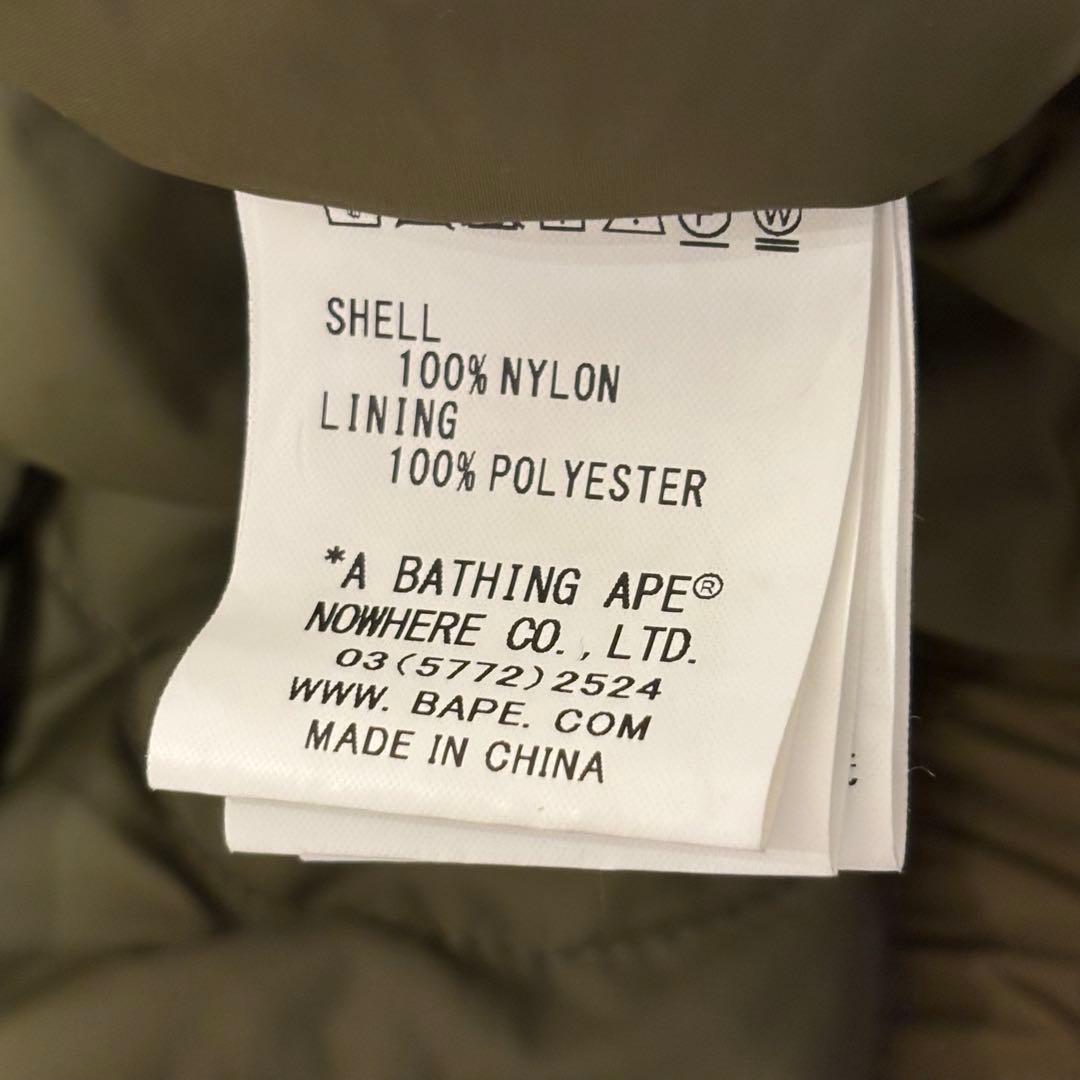 SHELL
100% NYLON
LINING
100% POLYESTER
*A BATHING APE®
NOWHERE CO., LTD.
03(5772)2524
WWW. BAPE. COM
MADE IN CHINA